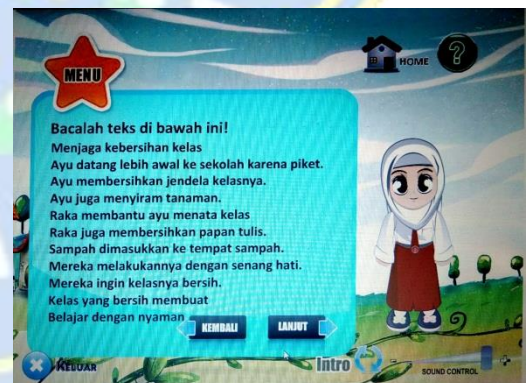 MENU
HOME
?
Bacalah teks di bawah ini!
Menjaga kebersihan kelas
Ayu datang lebih awal ke sekolah karena piket.
Ayu membersihkan jendela kelasnya.
Ayu juga menyiram tanaman.
Raka membantu ayu menata kelas
Raka juga membersihkan papan tulis.
Sampah dimasukkan ke tempat sampah.
Mereka melakukannya dengan senang hati.
Mereka ingin kelasnya bersih.
Kelas yang bersih membuat
Belajar dengan nyaman
KEMBALI
LANJUT
KELUAR
Intro
SOUND CONTROL